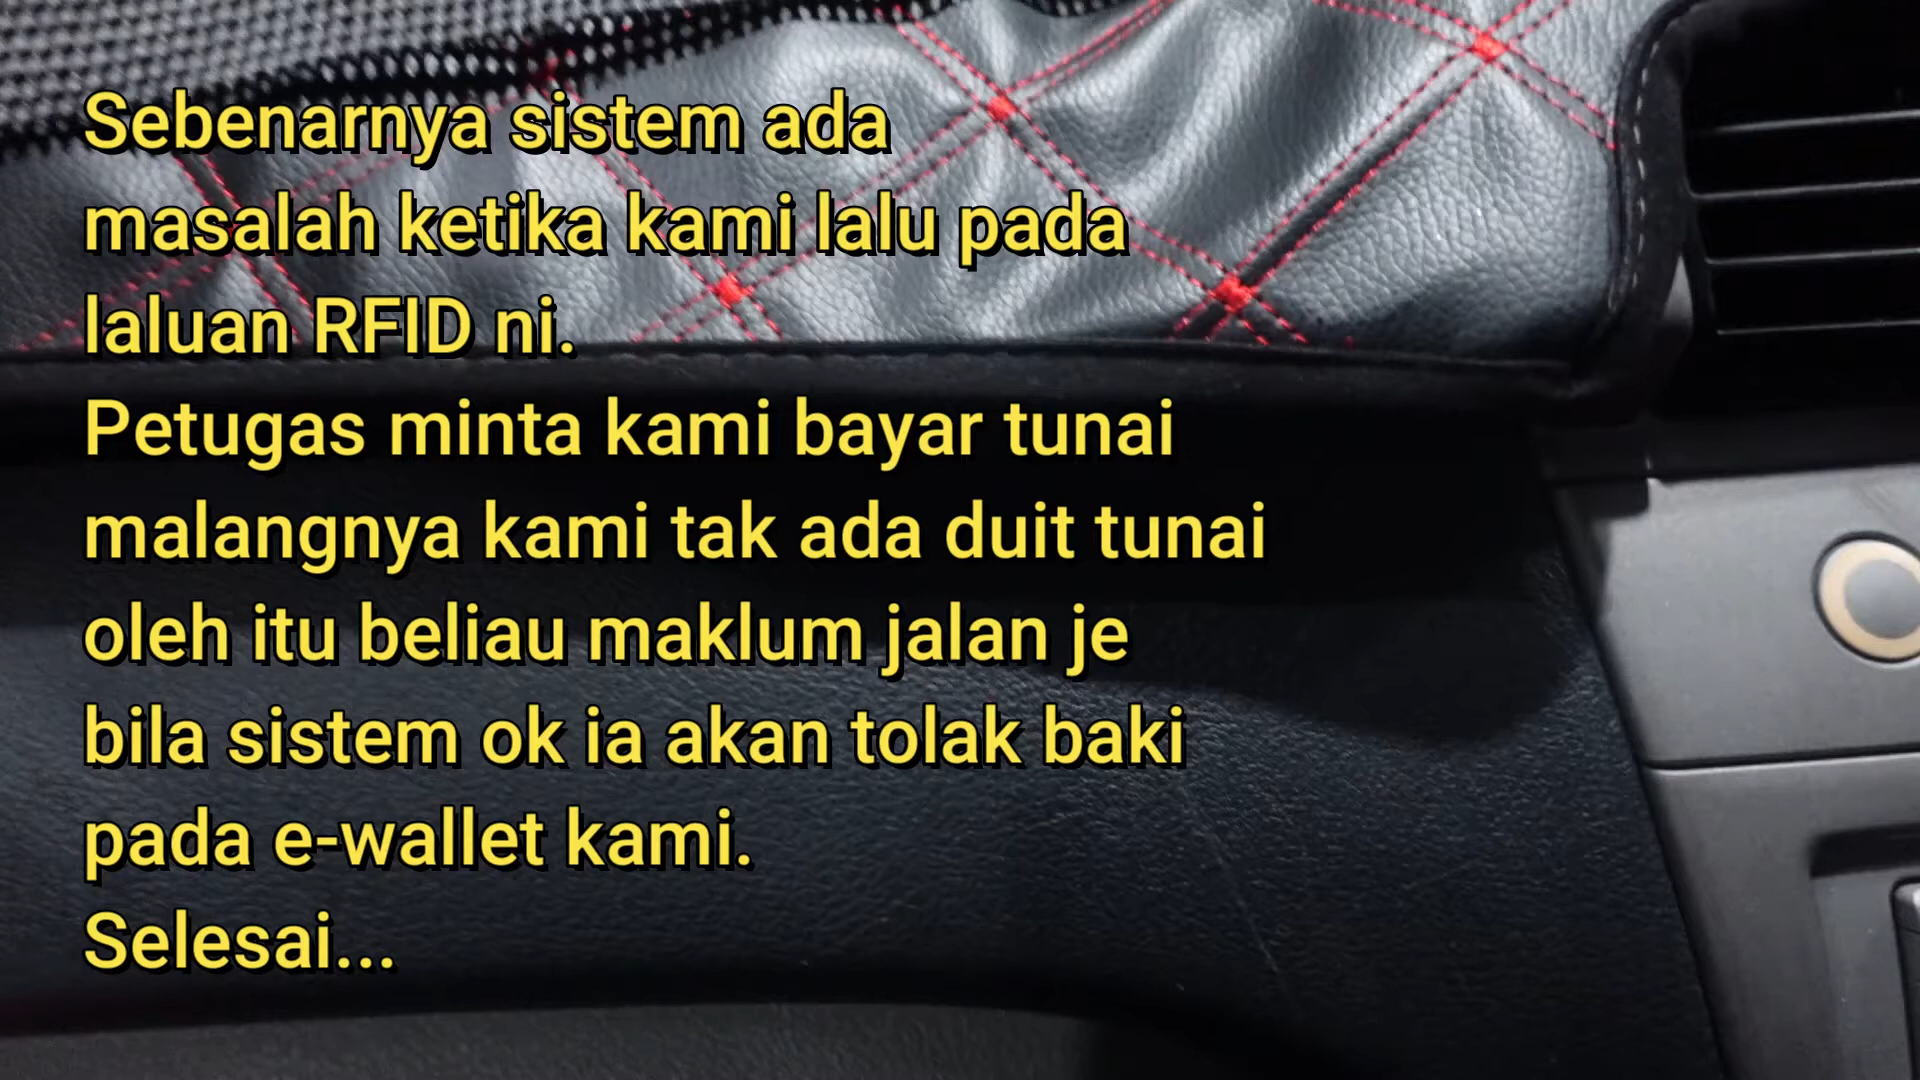 Sebenarnya sistem ada
masalah ketika kami lalu pada
laluan RFID ni.
Petugas minta kami bayar tunai
malangnya kami tak ada duit tunai
oleh itu beliau maklum jalan je
bila sistem ok ia akan tolak baki
pada e-wallet kami.
Selesai...